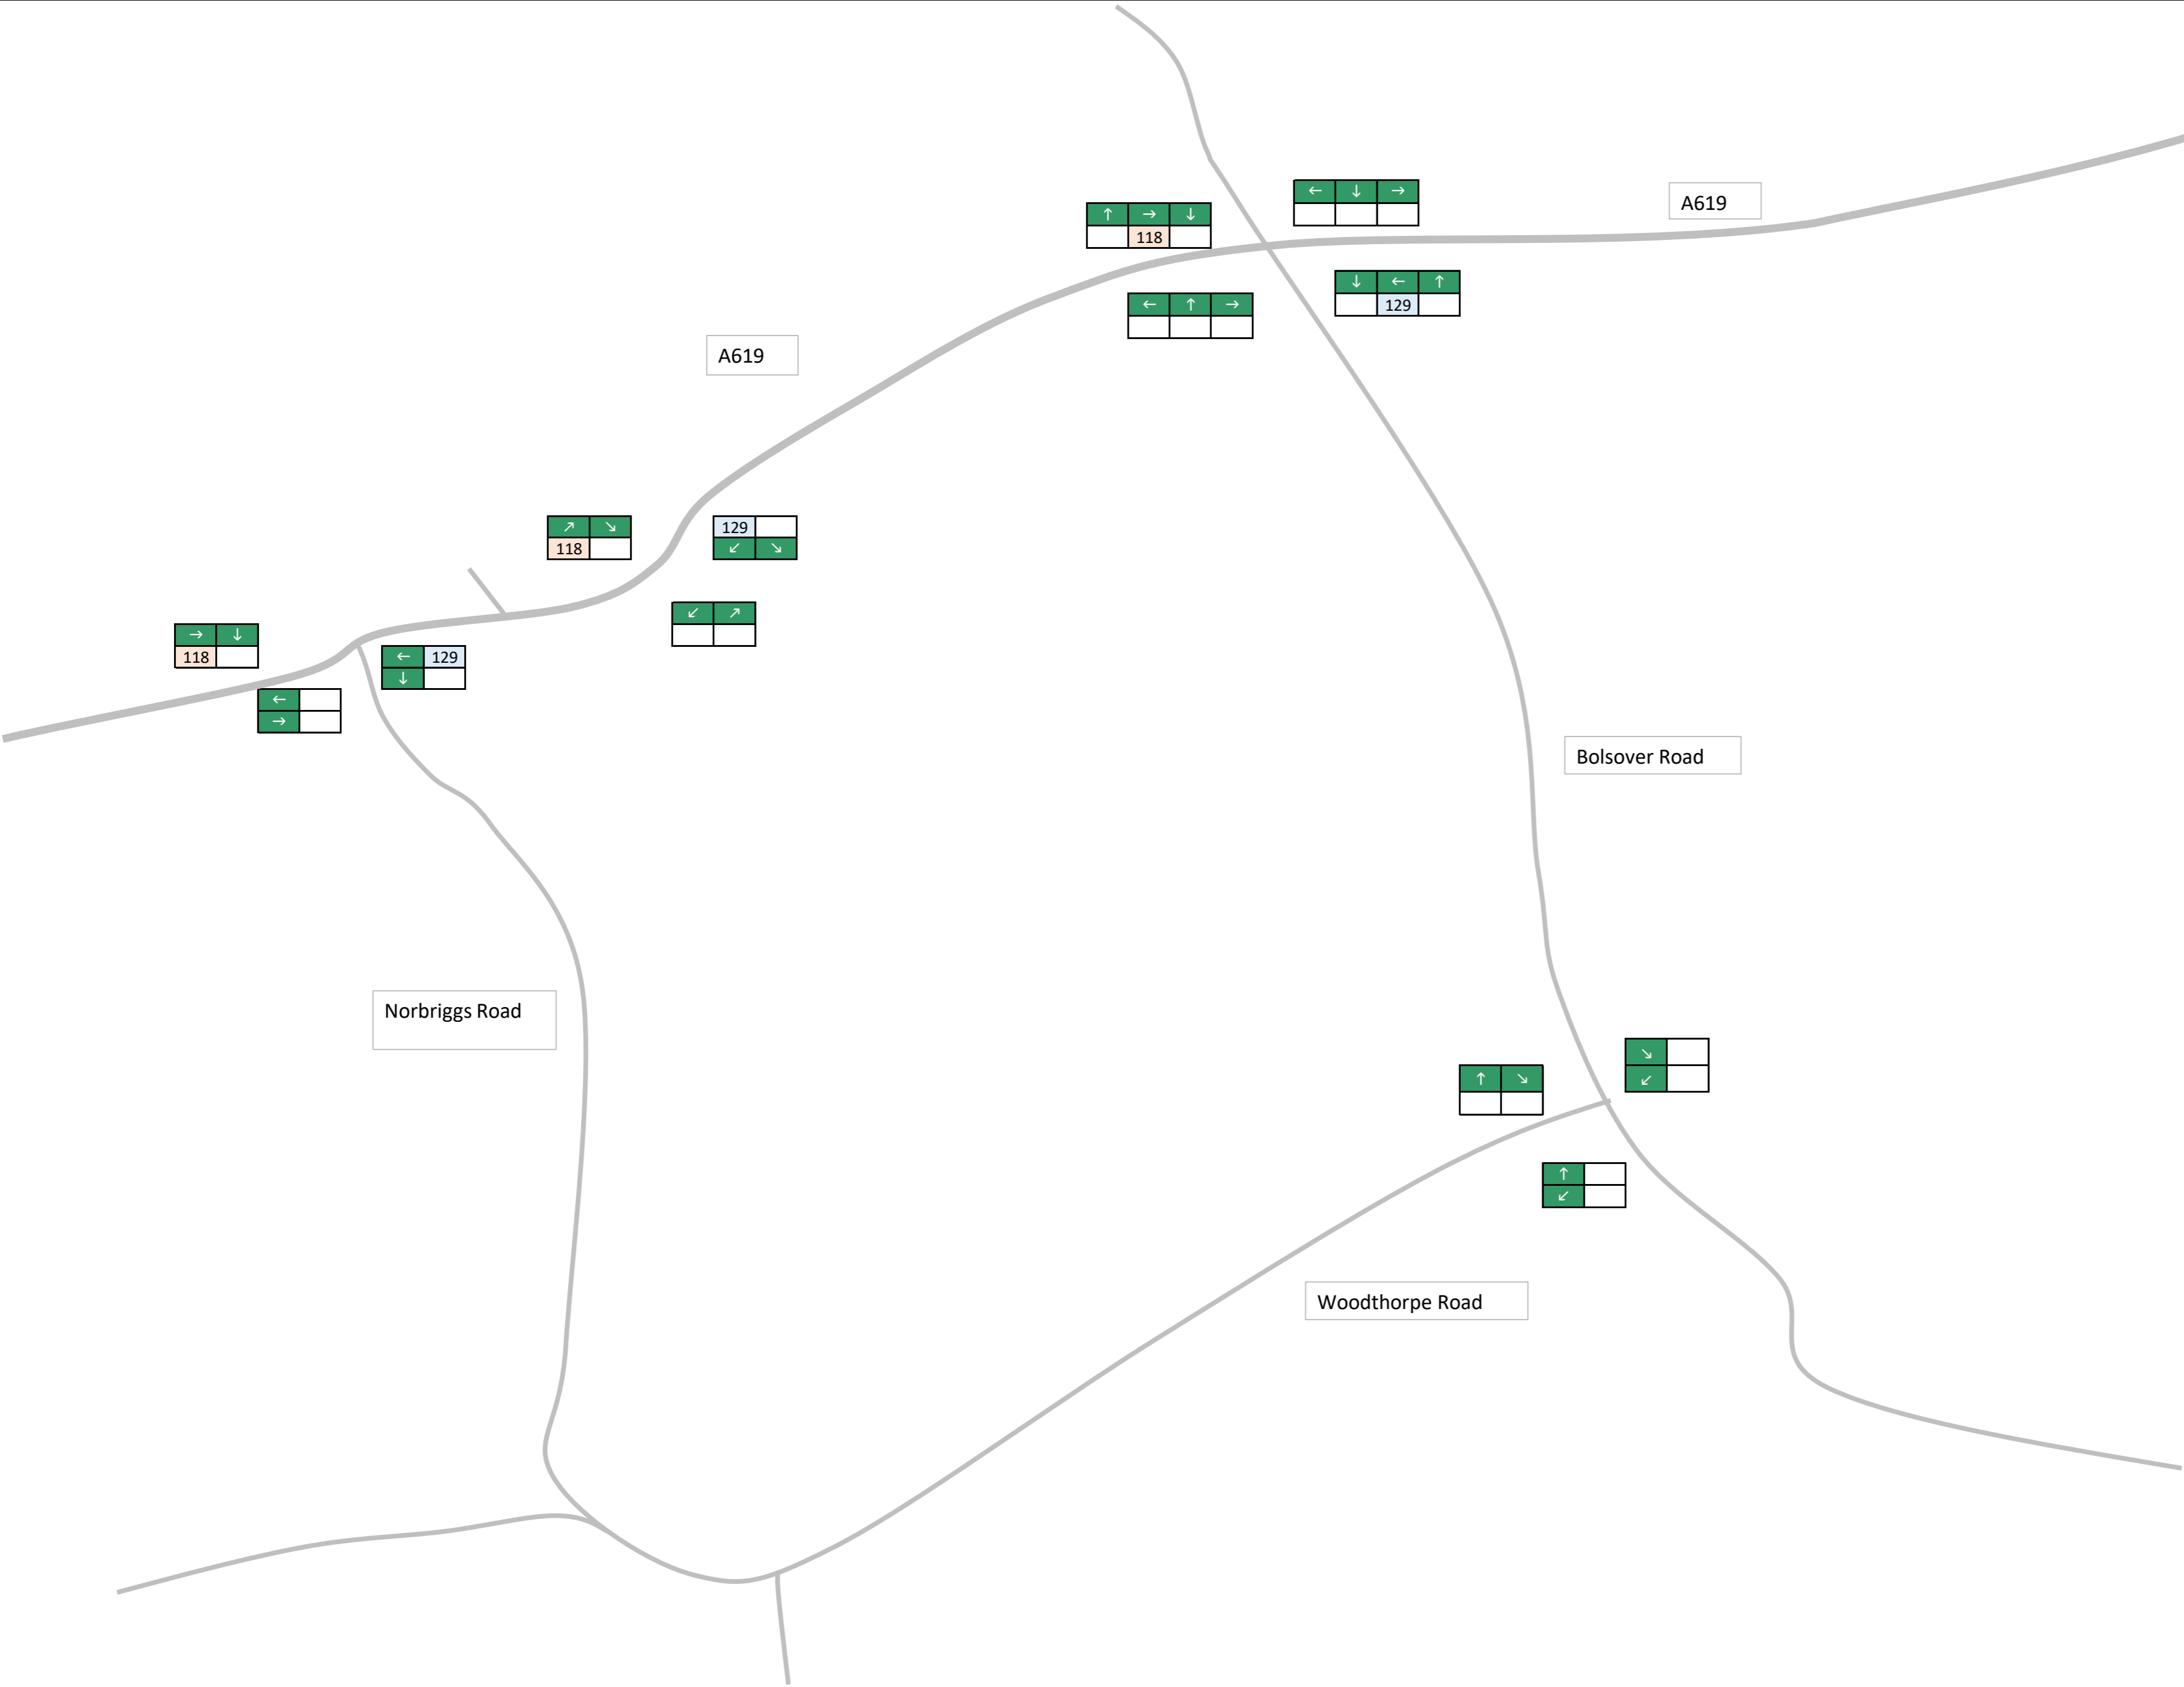 ← ↓ →
A619
↑ → ↓
118
↓ ← ↑
129
← ↑ →
A619
↗ ↘
118
129
↙ ↘
↙ ↗
→ ↓
118
← 129
↓
←
→
Bolsover Road
Norbriggs Road
↘
↙
↑ ↘
↑
↙
Woodthorpe Road